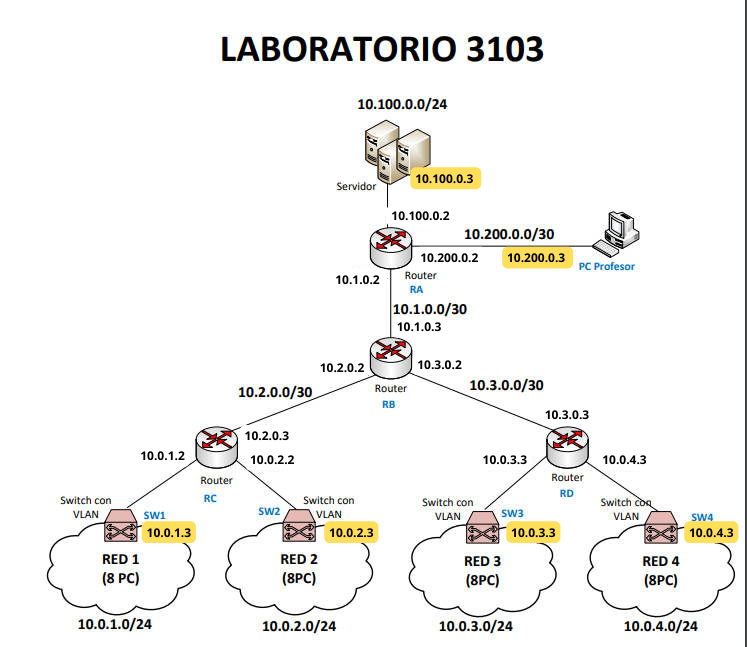 LABORATORIO 3103
10.100.0.0/24
10.100.0.3
Servidor
10.100.0.2
10.200.0.0/30
10.200.0.2
10.200.0.3
PC Profesor
10.1.0.2
Router
RA
10.1.0.0/30
10.1.0.3
10.2.0.2
10.3.0.2
Router
RB
10.2.0.0/30
10.3.0.0/30
10.2.0.3
10.3.0.3
10.0.1.2
10.0.2.2
Router
RC
10.0.3.3
10.0.4.3
Router
RD
Switch con
VLAN
SW1
10.0.1.3
SW2
Switch con
VLAN
10.0.2.3
Switch con
VLAN
SW3
10.0.3.3
Switch con
VLAN
SW4
10.0.4.3
RED 1
(8 PC)
RED 2
(8PC)
RED 3
(8PC)
RED 4
(8PC)
10.0.1.0/24
10.0.2.0/24
10.0.3.0/24
10.0.4.0/24